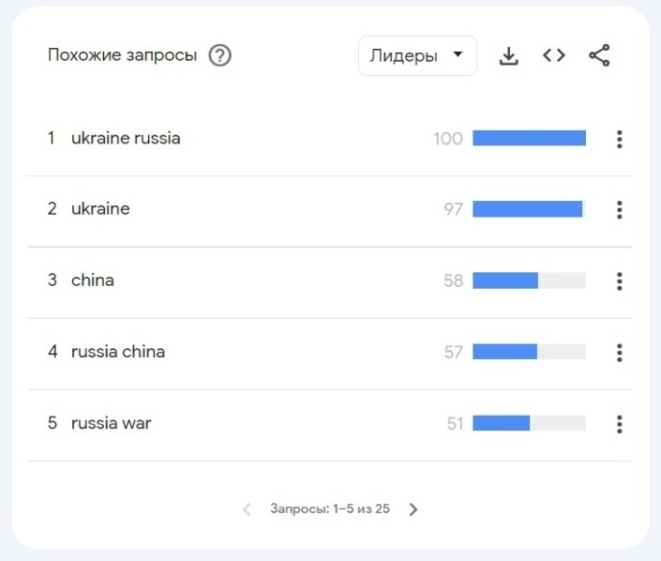 Похожие запросы ?
Лидеры
1 ukraine russia 100
2 ukraine 97
3 china 58
4 russia china 57
5 russia war 51
Запросы: 1–5 из 25